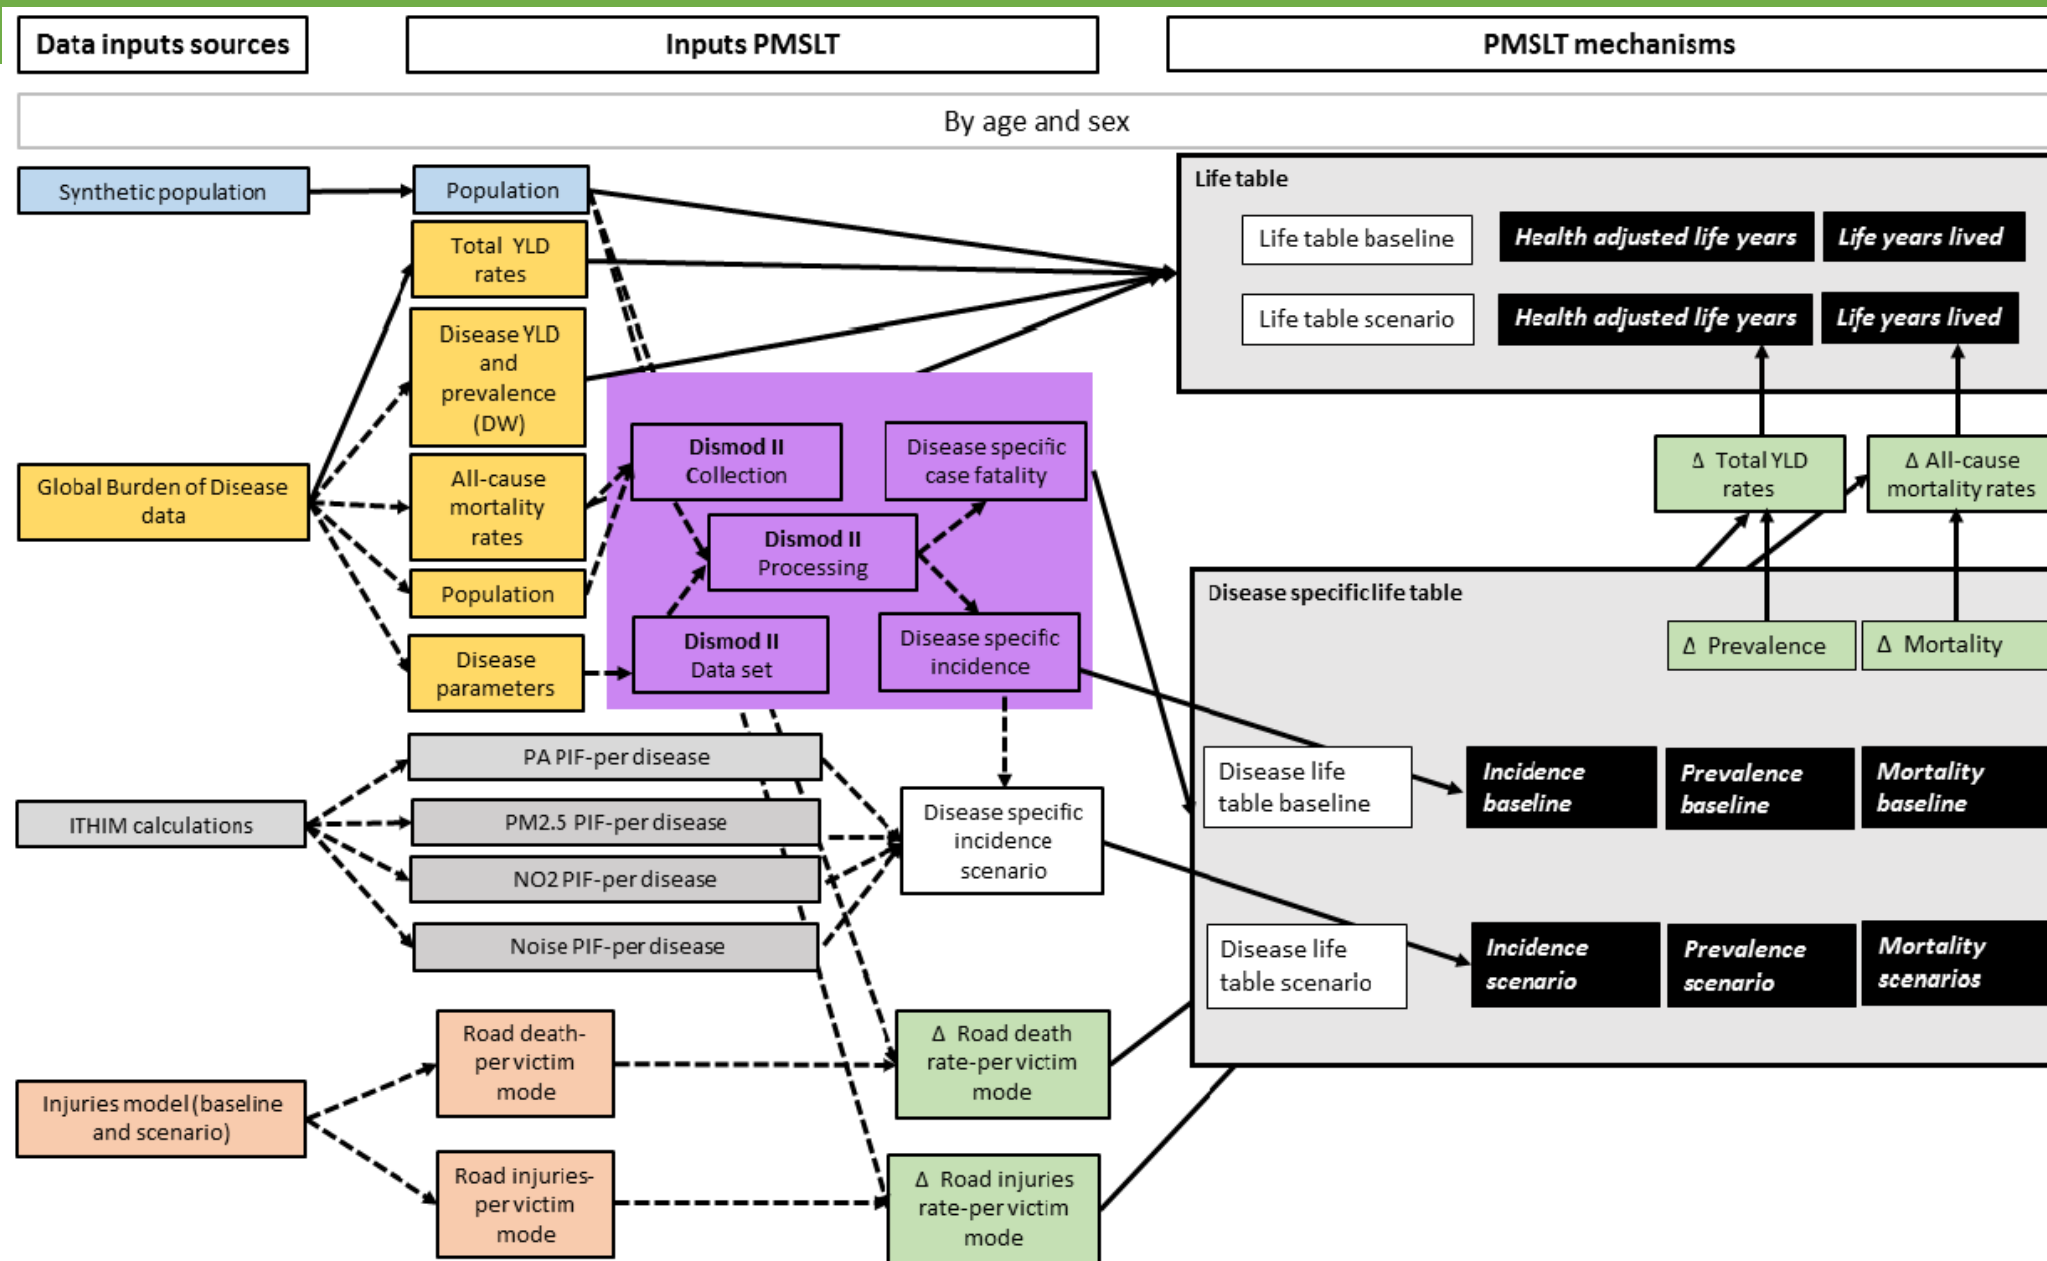 Data inputs sources
Inputs PMSLT
PMSLT mechanisms
By age and sex
Synthetic population
Population
Total YLD
rates
Disease YLD
and
prevalence
(DW)
Global Burden of Disease
data
All-cause
mortality
rates
Population
Disease
parameters
Dismod II
Collection
Disease specific
case fatality
Dismod II
Processing
Dismod II
Data set
Disease specific
incidence
ITHIM calculations
PA PIF-per disease
PM2.5 PIF-per disease
NO2 PIF-per disease
Noise PIF-per disease
Disease specific
incidence
scenario
Injuries model (baseline
and scenario)
Road death-
per victim
mode
Road injuries-
per victim
mode
Δ Road death
rate-per victim
mode
Δ Road injuries
rate-per victim
mode
Life table
Life table baseline
Health adjusted life years
Life years lived
Life table scenario
Health adjusted life years
Life years lived
Δ Total YLD
rates
Δ All-cause
mortality rates
Disease specific life table
Δ Prevalence
Δ Mortality
Disease life
table baseline
Incidence
baseline
Prevalence
baseline
Mortality
baseline
Disease life
table scenario
Incidence
scenario
Prevalence
scenario
Mortality
scenarios